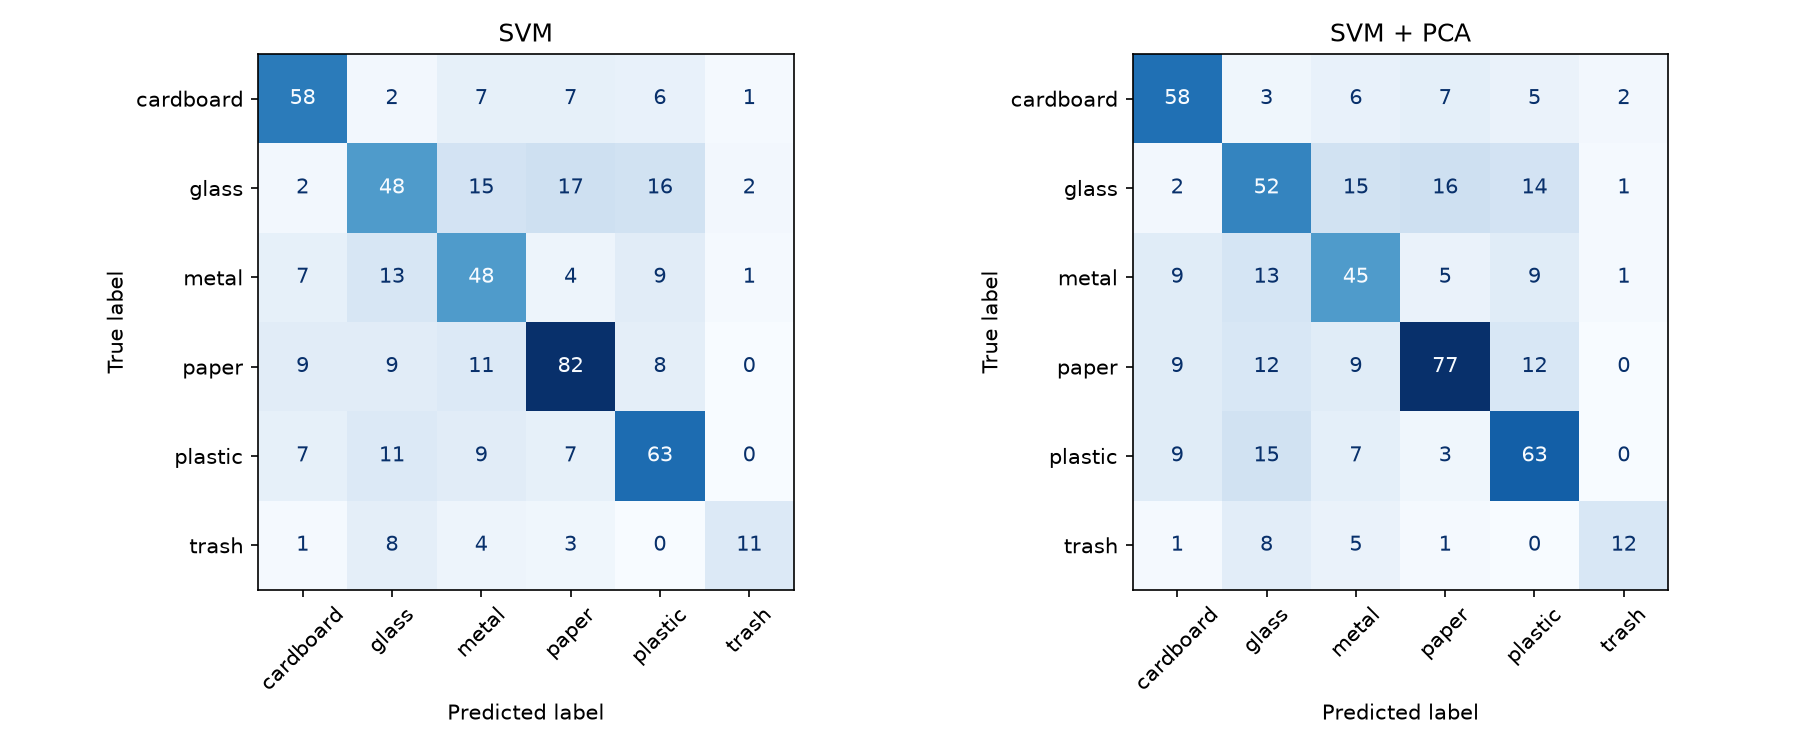 SVM
cardboard 58 2 7 7 6 1
glass 2 48 15 17 16 2
metal 7 13 48 4 9 1
paper 9 9 11 82 8 0
plastic 7 11 9 7 63 0
trash 1 8 4 3 0 11
True label
cardboard glass metal paper plastic trash
Predicted label
SVM + PCA
cardboard 58 3 6 7 5 2
glass 2 52 15 16 14 1
metal 9 13 45 5 9 1
paper 9 12 9 77 12 0
plastic 9 15 7 3 63 0
trash 1 8 5 1 0 12
True label
cardboard glass metal paper plastic trash
Predicted label